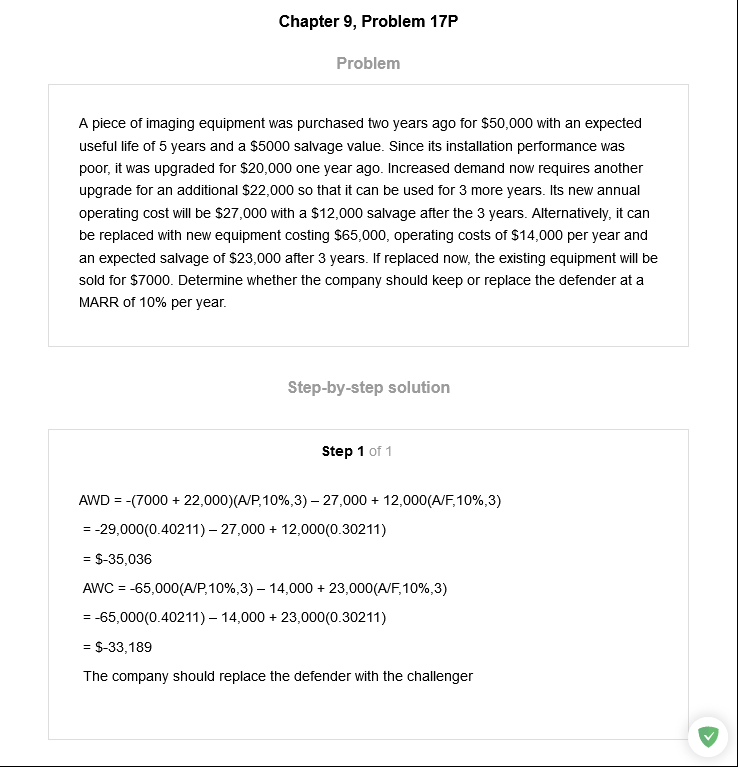 Chapter 9, Problem 17P
Problem
A piece of imaging equipment was purchased two years ago for $50,000 with an expected
useful life of 5 years and a $5000 salvage value. Since its installation performance was
poor, it was upgraded for $20,000 one year ago. Increased demand now requires another
upgrade for an additional $22,000 so that it can be used for 3 more years. Its new annual
operating cost will be $27,000 with a $12,000 salvage after the 3 years. Alternatively, it can
be replaced with new equipment costing $65,000, operating costs of $14,000 per year and
an expected salvage of $23,000 after 3 years. If replaced now, the existing equipment will be
sold for $7000. Determine whether the company should keep or replace the defender at a
MARR of 10% per year.
Step-by-step solution
Step 1 of 1
AWD = -(7000 + 22,000)(A/P,10%,3) – 27,000 + 12,000(A/F,10%,3)
= -29,000(0.40211) – 27,000 + 12,000(0.30211)
= $-35,036
AWC = -65,000(A/P,10%,3) – 14,000 + 23,000(A/F,10%,3)
= -65,000(0.40211) – 14,000 + 23,000(0.30211)
= $-33,189
The company should replace the defender with the challenger